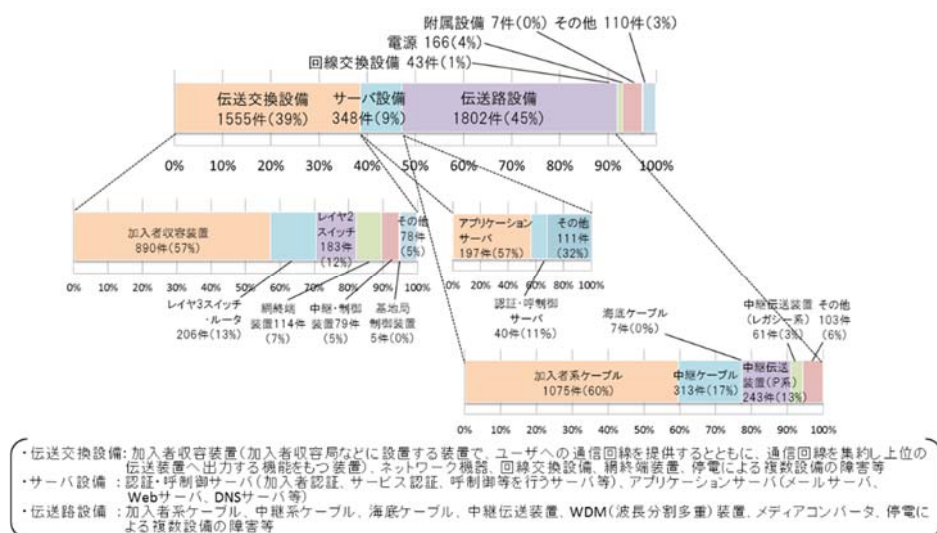 附属設備 7件(0%) その他 110件(3%)
電源 166(4%)
回線交換設備 43件(1%)
伝送交換設備
1555件(39%)
サーバ設備
348件(9%)
伝送路設備
1802件(45%)
0% 10% 20% 30% 40% 50% 60% 70% 80% 90% 100%
加入者収容装置
890件(57%)
レイヤ2
スイッチ
183件
(12%)
その他
78件
(5%)
0% 10% 20% 30% 40% 50% 60% 70% 80% 90% 100%
レイヤ3スイッチ
・ルータ
206件(13%)
網終端
装置114件
(7%)
中継・制御
装置79件
(5%)
基地局
制御装置
5件(0%)
アプリケーション
サーバ
197件(57%)
その他
111件
(32%)
0% 20% 40% 60% 80% 100%
認証・呼制御
サーバ
40件(11%)
海底ケーブル
7件(0%)
中継伝送装置
(レガシー系)
61件(3%)
その他
103件
(6%)
加入者系ケーブル
1075件(60%)
中継ケーブル
313件(17%)
中継伝送
装置(P系)
243件(13%)
0% 10% 20% 30% 40% 50% 60% 70% 80% 90% 100%
・伝送交換設備：加入者収容装置(加入者収容局などに設置する装置で、ユーザへの通信回線を提供するとともに、通信回線を集約し上位の
伝送装置へ出力する機能をもつ装置)、ネットワーク機器、回線交換設備、網終端装置、停電による複数設備の障害等
・サーバ設備 ：認証・呼制御サーバ(加入者認証、サービス認証、呼制御等を行うサーバ等)、アプリケーションサーバ(メールサーバ、
Webサーバ、DNSサーバ等)
・伝送路設備 ：加入者系ケーブル、中継系ケーブル、海底ケーブル、中継伝送装置、WDM(波長分割多重)装置、メディアコンバータ、停電に
よる複数設備の障害等